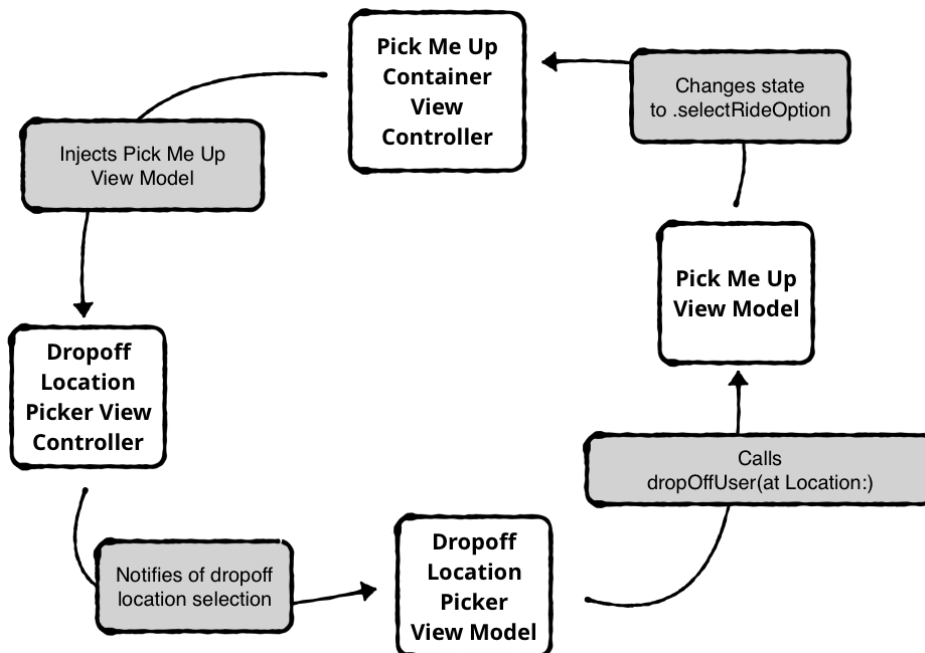 Pick Me Up
Container
View
Controller
Changes state
to .selectRideOption
Injects Pick Me Up
View Model
Pick Me Up
View Model
Dropoff
Location
Picker View
Controller
Calls
dropOffUser(at Location:)
Notifies of dropoff
location selection
Dropoff
Location
Picker
View Model